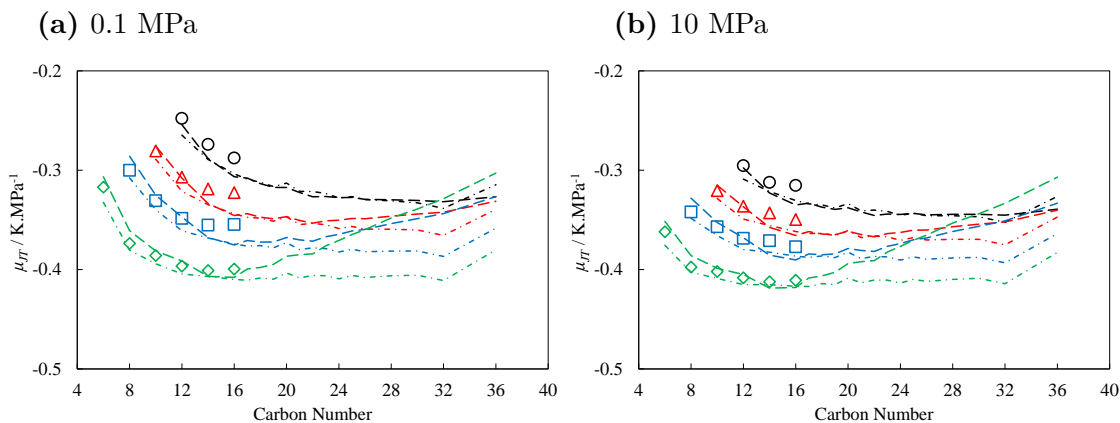 (a) 0.1 MPa
-0.2
-0.3
-0.4
-0.5
μJT / K.MPa-1
4 8 12 16 20 24 28 32 36 40
Carbon Number
(b) 10 MPa
-0.2
-0.3
-0.4
-0.5
μJT / K.MPa-1
4 8 12 16 20 24 28 32 36 40
Carbon Number